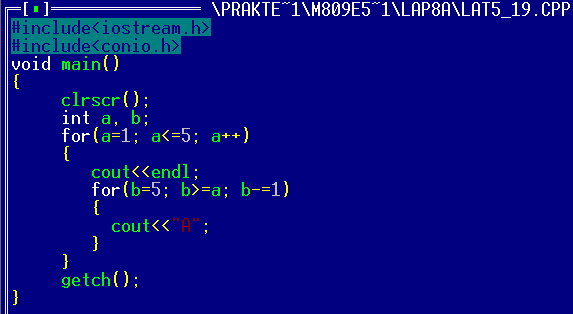 [▪] \PRAKTE~1\M809E5~1\LAP8A\LAT5_19.CPP
#include<iostream.h>
#include<conio.h>
void main()
{
     clrscr();
     int a, b;
     for(a=1; a<=5; a++)
     {
        cout<<endl;
        for(b=5; b>=a; b-=1)
        {
          cout<<"A";
        }
     }
     getch();
}